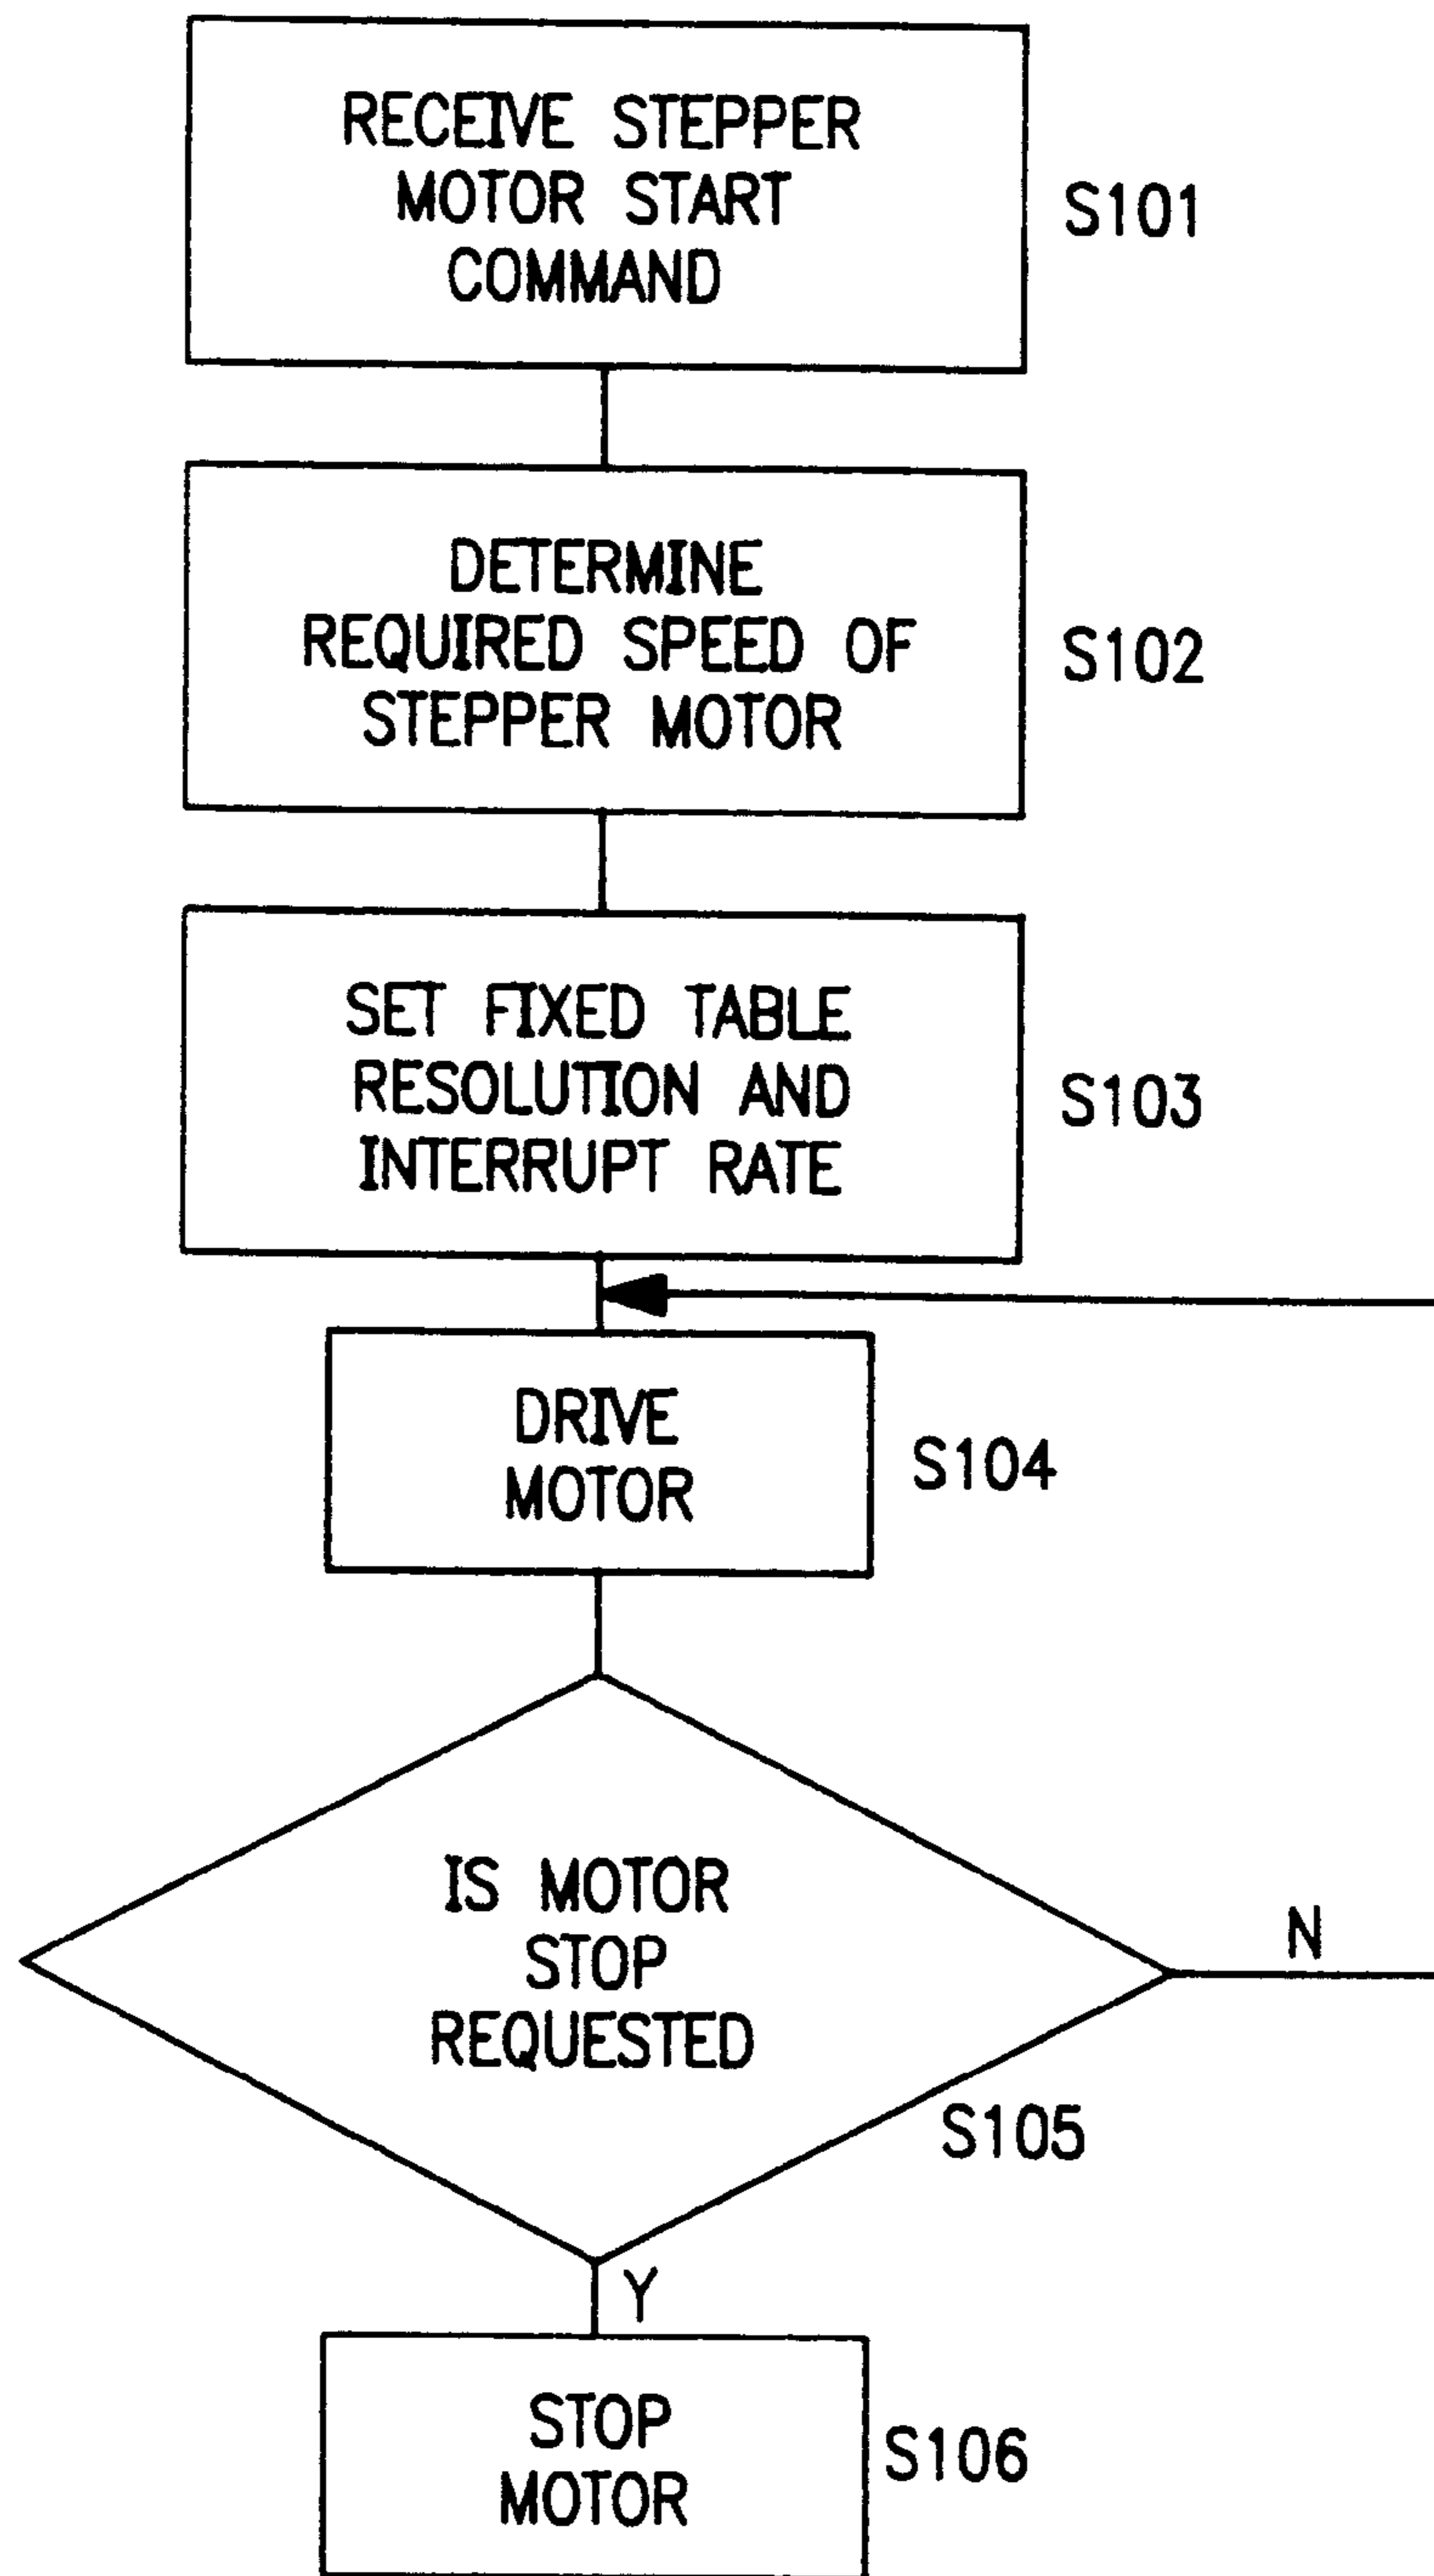 RECEIVE STEPPER
MOTOR START
COMMAND
S101
DETERMINE
REQUIRED SPEED OF
STEPPER MOTOR
S102
SET FIXED TABLE
RESOLUTION AND
INTERRUPT RATE
S103
DRIVE
MOTOR
S104
IS MOTOR
STOP
REQUESTED
N
S105
Y
STOP
MOTOR
S106